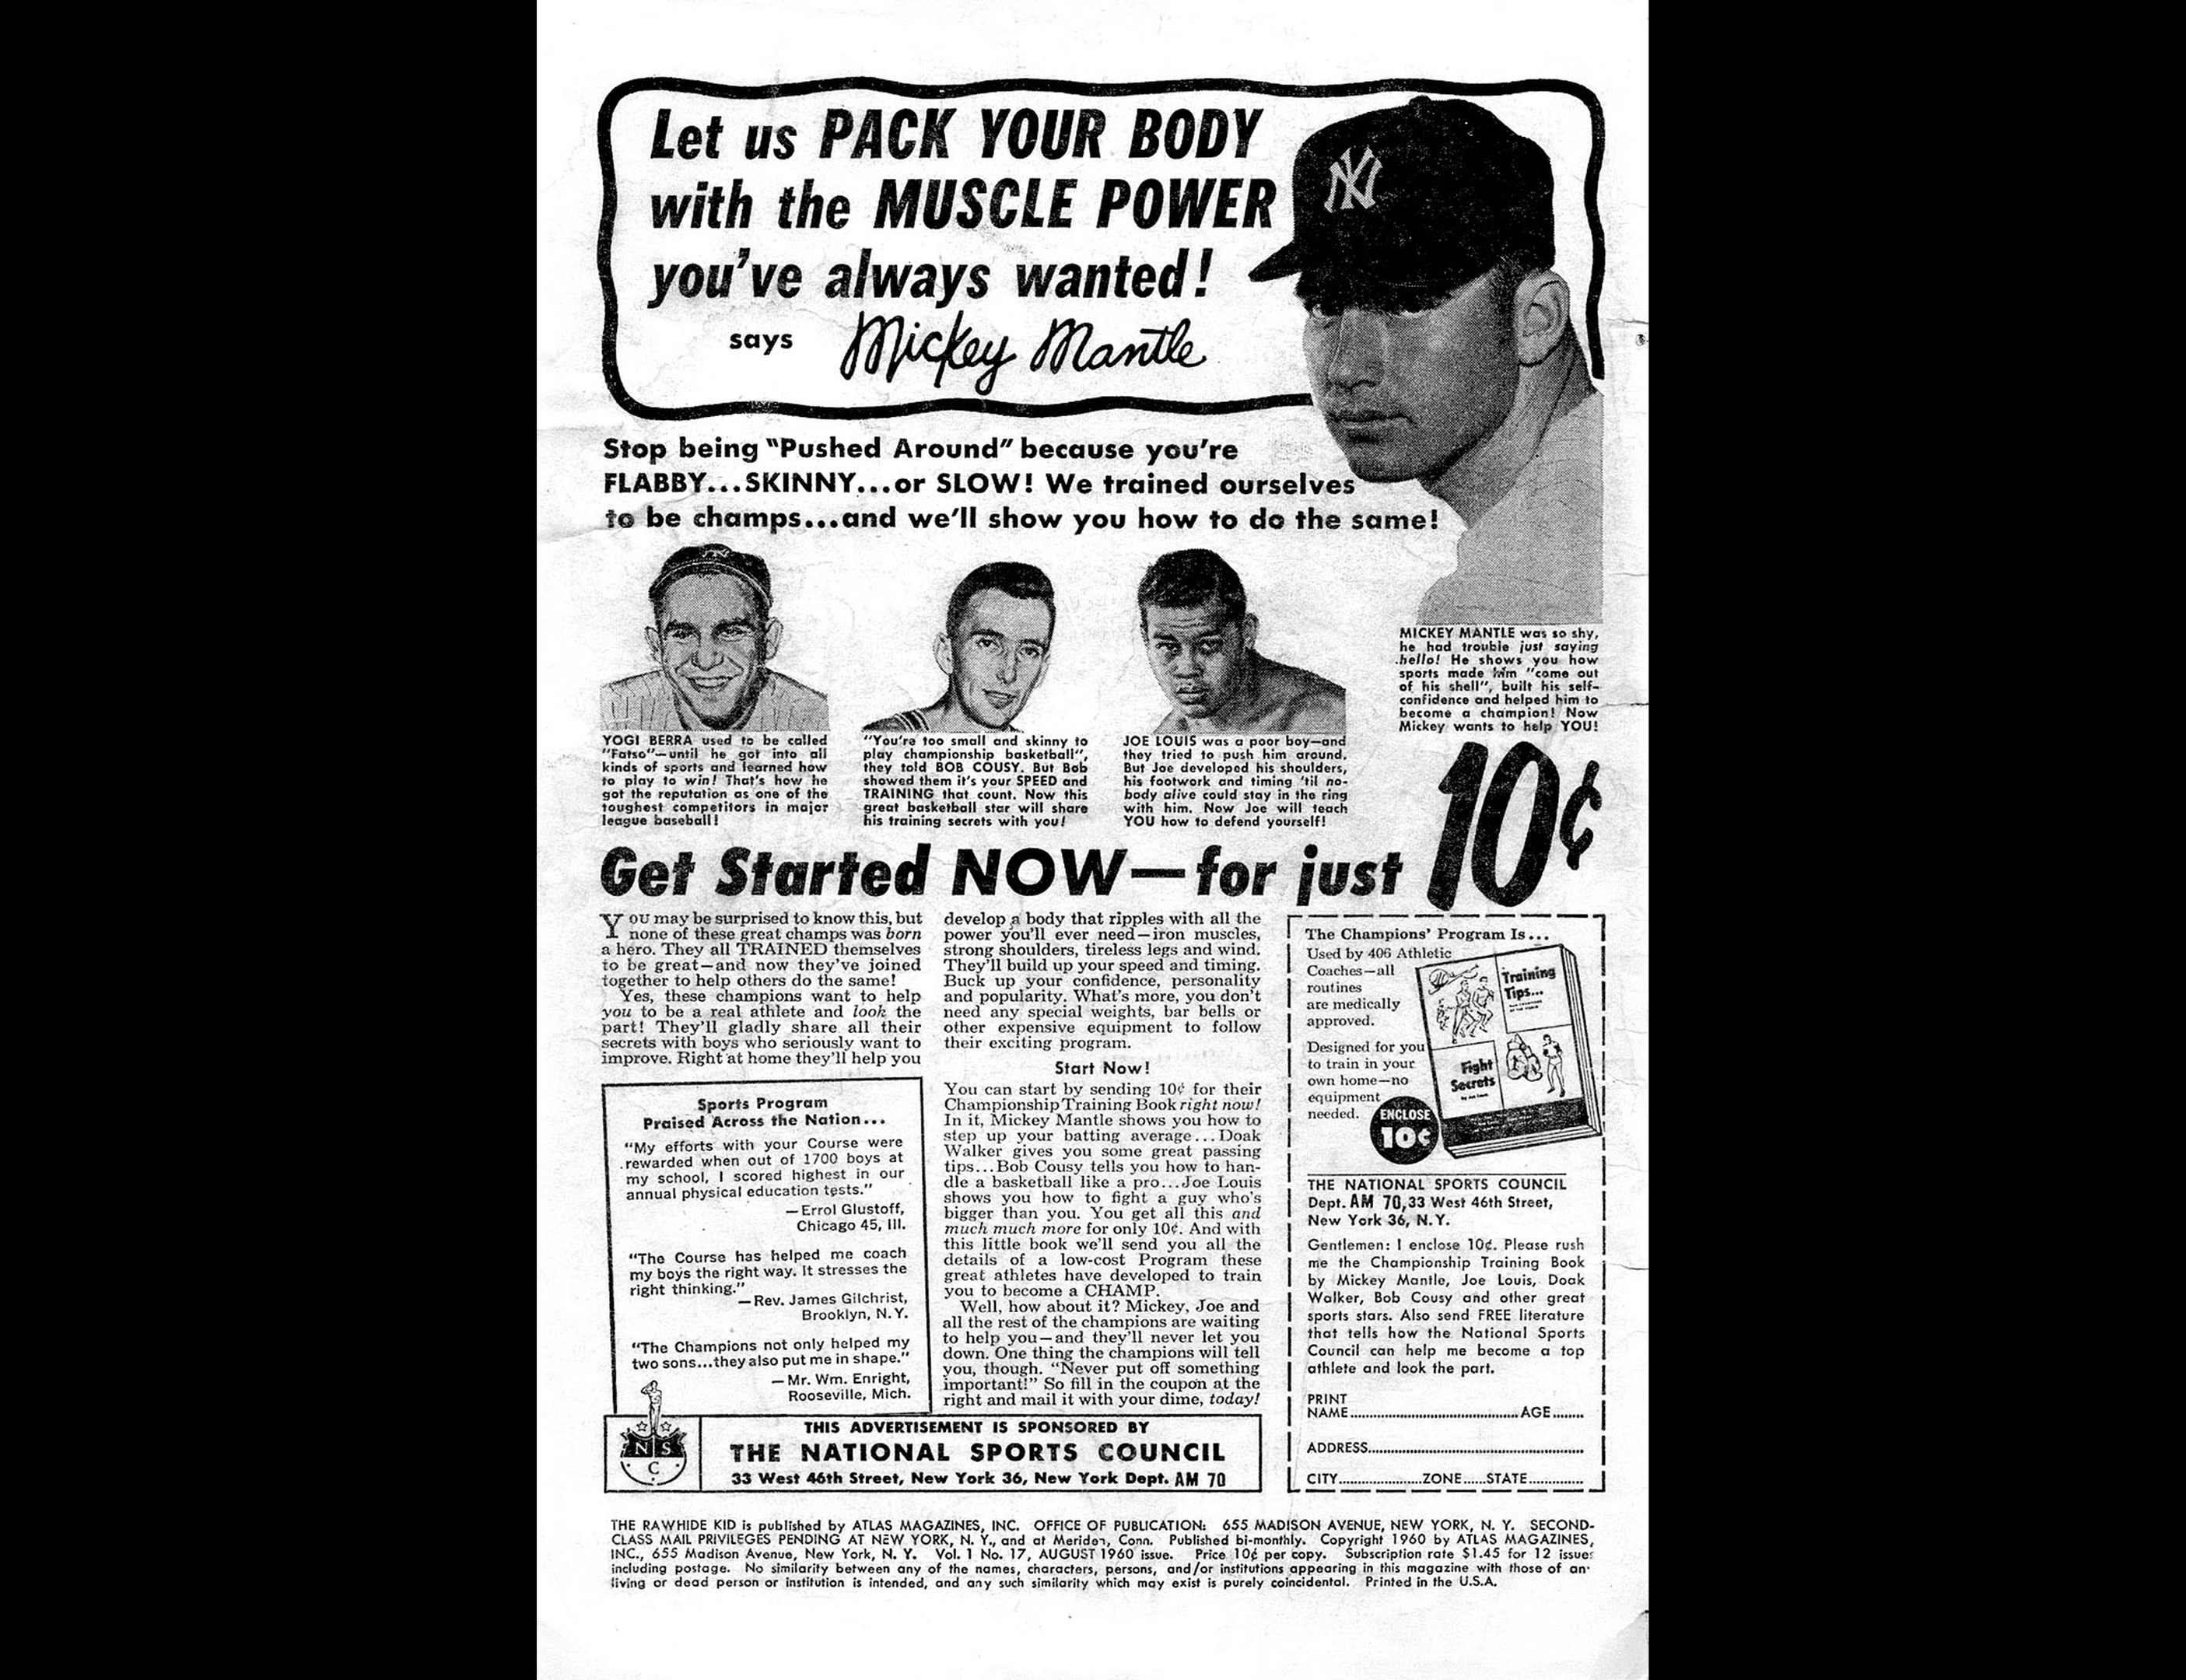 Let us PACK YOUR BODY
with the MUSCLE POWER
you've always wanted!
says Mickey Mantle
NY
Stop being "Pushed Around" because you're
FLABBY...SKINNY...or SLOW! We trained ourselves
to be champs...and we'll show you how to do the same!
MICKEY MANTLE was so shy,
he had trouble just saying
hello! He shows you how
sports made him "come out
of his shell", built his self-
confidence and helped him to
become a champion! Now
Mickey wants to help YOU!
YOGI BERRA used to be called
"Fatso"—until he got into all
kinds of sports and learned how
to play to win! That's how he
got the reputation as one of the
toughest competitors in major
league baseball!
"You're too small and skinny to
play championship basketball",
they told BOB COUSY. But Bob
showed them it's your SPEED and
TRAINING that count. Now this
great basketball star will share
his training secrets with you!
JOE LOUIS was a poor boy—and
they tried to push him around.
But Joe developed his shoulders,
his footwork and timing 'til no-
body alive could stay in the ring
with him. Now Joe will teach
YOU how to defend yourself!
Get Started NOW—for just 10¢
YOU may be surprised to know this, but
none of these great champs was born
a hero. They all TRAINED themselves
to be great—and now they've joined
together to help others do the same!
Yes, these champions want to help
you to be a real athlete and look the
part! They'll gladly share all their
secrets with boys who seriously want to
improve. Right at home they'll help you
develop a body that ripples with all the
power you'll ever need—iron muscles,
strong shoulders, tireless legs and wind.
They'll build up your speed and timing.
Buck up your confidence, personality
and popularity. What's more, you don't
need any special weights, bar bells or
other expensive equipment to follow
their exciting program.
Start Now!
You can start by sending 10¢ for their
Championship Training Book right now!
In it, Mickey Mantle shows you how to
step up your batting average...Doak
Walker gives you some great passing
tips...Bob Cousy tells you how to han-
dle a basketball like a pro...Joe Louis
shows you how to fight a guy who's
bigger than you. You get all this and
much much more for only 10¢. And with
this little book we'll send you all the
details of a low-cost Program these
great athletes have developed to train
you to become a CHAMP.
Well, how about it? Mickey, Joe and
all the rest of the champions are waiting
to help you—and they'll never let you
down. One thing the champions will tell
you, though. "Never put off something
important!" So fill in the coupon at the
right and mail it with your dime, today!
Sports Program
Praised Across the Nation...
"My efforts with your Course were
rewarded when out of 1700 boys at
my school, I scored highest in our
annual physical education tests."
—Errol Glustoff,
Chicago 45, Ill.
"The Course has helped me coach
my boys the right way. It stresses the
right thinking."
—Rev. James Gilchrist,
Brooklyn, N.Y.
"The Champions not only helped my
two sons...they also put me in shape."
—Mr. Wm. Enright,
Rooseville, Mich.
NSC
THIS ADVERTISEMENT IS SPONSORED BY
THE NATIONAL SPORTS COUNCIL
33 West 46th Street, New York 36, New York Dept. AM 70
The Champions' Program Is...
Used by 406 Athletic
Coaches—all
routines
are medically
approved.
Designed for you
to train in your
own home—no
equipment
needed.
Training
Tips...
Fight
Secrets
by Joe Louis
ENCLOSE
10¢
THE NATIONAL SPORTS COUNCIL
Dept. AM 70, 33 West 46th Street,
New York 36, N.Y.
Gentlemen: I enclose 10¢. Please rush
me the Championship Training Book
by Mickey Mantle, Joe Louis, Doak
Walker, Bob Cousy and other great
sports stars. Also send FREE literature
that tells how the National Sports
Council can help me become a top
athlete and look the part.
PRINT
NAME..........AGE........
ADDRESS..........
CITY..........ZONE......STATE..........
THE RAWHIDE KID is published by ATLAS MAGAZINES, INC. OFFICE OF PUBLICATION: 655 MADISON AVENUE, NEW YORK, N. Y. SECOND-
CLASS MAIL PRIVILEGES PENDING AT NEW YORK, N. Y., and at Meriden, Conn. Published bi-monthly. Copyright 1960 by ATLAS MAGAZINES,
INC., 655 Madison Avenue, New York, N. Y. Vol. 1 No. 17, AUGUST 1960 issue. Price 10¢ per copy. Subscription rate $1.45 for 12 issues
including postage. No similarity between any of the names, characters, persons, and/or institutions appearing in this magazine with those of an
living or dead person or institution is intended, and any such similarity which may exist is purely coincidental. Printed in the U.S.A.